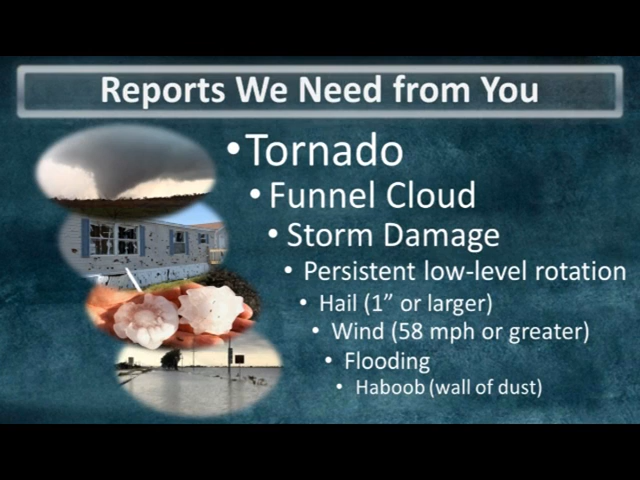 Reports We Need from You
•Tornado
• Funnel Cloud
• Storm Damage
• Persistent low-level rotation
• Hail (1” or larger)
• Wind (58 mph or greater)
• Flooding
• Haboob (wall of dust)